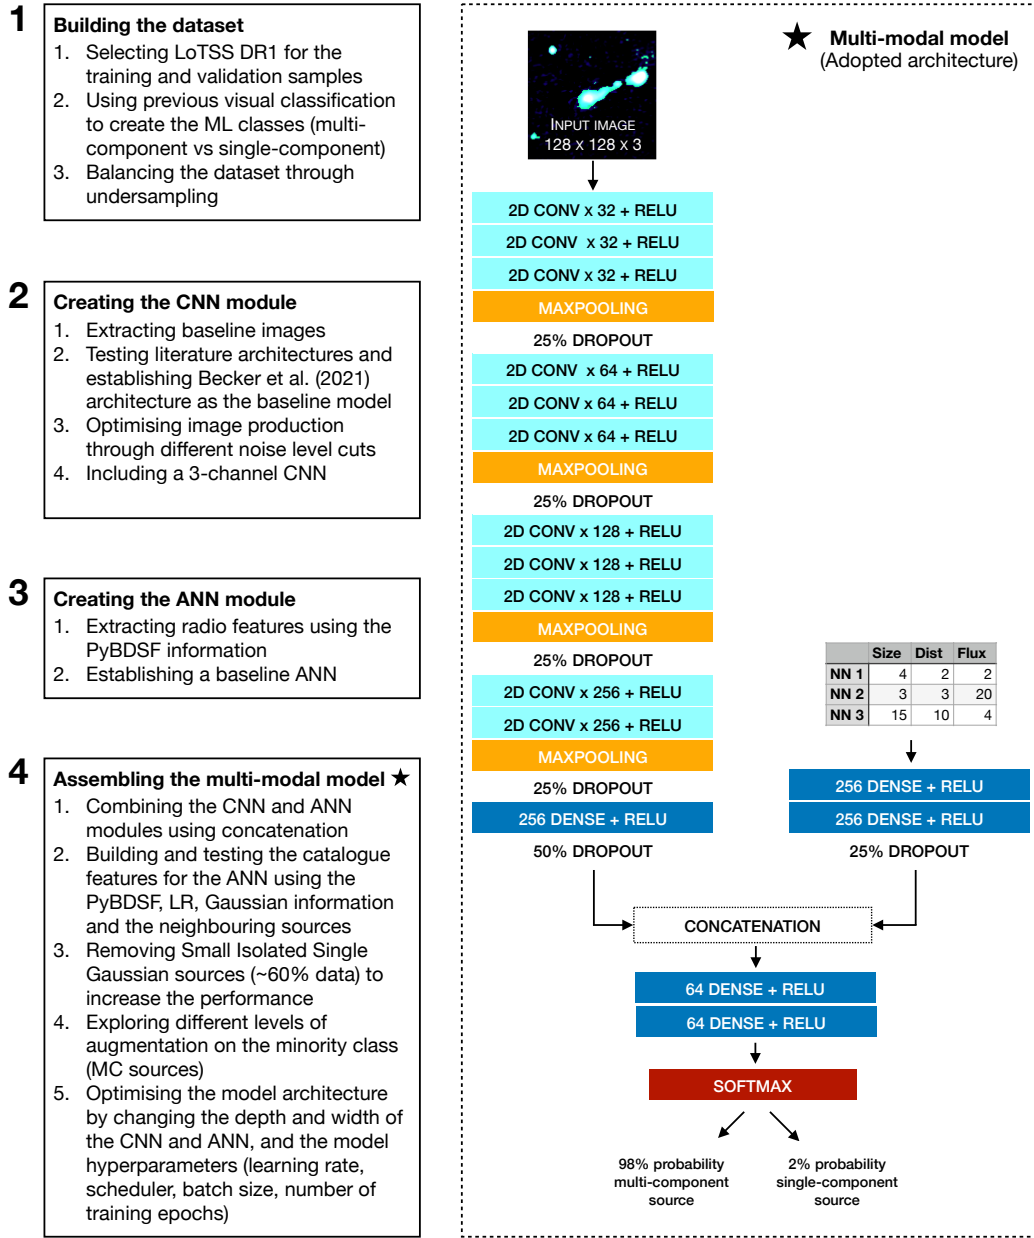 1
Building the dataset
1. Selecting LoTSS DR1 for the
training and validation samples
2. Using previous visual classification
to create the ML classes (multi-
component vs single-component)
3. Balancing the dataset through
undersampling
2
Creating the CNN module
1. Extracting baseline images
2. Testing literature architectures and
establishing Becker et al. (2021)
architecture as the baseline model
3. Optimising image production
through different noise level cuts
4. Including a 3-channel CNN
3
Creating the ANN module
1. Extracting radio features using the
PyBDSF information
2. Establishing a baseline ANN
4
Assembling the multi-modal model ★
1. Combining the CNN and ANN
modules using concatenation
2. Building and testing the catalogue
features for the ANN using the
PyBDSF, LR, Gaussian information
and the neighbouring sources
3. Removing Small Isolated Single
Gaussian sources (~60% data) to
increase the performance
4. Exploring different levels of
augmentation on the minority class
(MC sources)
5. Optimising the model architecture
by changing the depth and width of
the CNN and ANN, and the model
hyperparameters (learning rate,
scheduler, batch size, number of
training epochs)
★ Multi-modal model
(Adopted architecture)
INPUT IMAGE
128 x 128 x 3
2D CONV x 32 + RELU
2D CONV x 32 + RELU
2D CONV x 32 + RELU
MAXPOOLING
25% DROPOUT
2D CONV x 64 + RELU
2D CONV x 64 + RELU
2D CONV x 64 + RELU
MAXPOOLING
25% DROPOUT
2D CONV x 128 + RELU
2D CONV x 128 + RELU
2D CONV x 128 + RELU
MAXPOOLING
25% DROPOUT
2D CONV x 256 + RELU
2D CONV x 256 + RELU
MAXPOOLING
25% DROPOUT
256 DENSE + RELU
50% DROPOUT
Size Dist Flux
NN 1 4 2 2
NN 2 3 3 20
NN 3 15 10 4
256 DENSE + RELU
256 DENSE + RELU
25% DROPOUT
CONCATENATION
64 DENSE + RELU
64 DENSE + RELU
SOFTMAX
98% probability
multi-component
source
2% probability
single-component
source